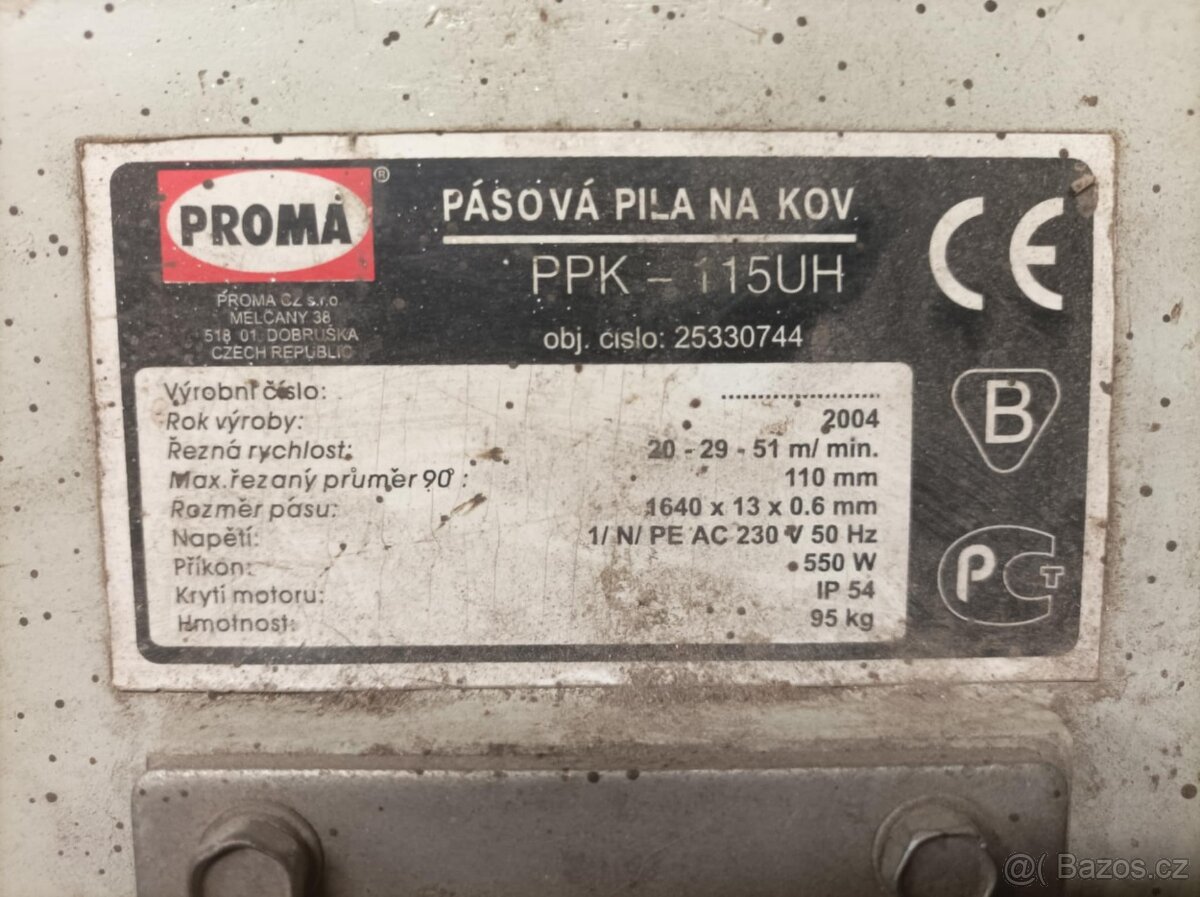 PROMA ®
PROMA CZ s.r.o.
MELČANY 38
518 01 DOBRUŠKA
CZECH REPUBLIC
PÁSOVÁ PILA NA KOV
PPK - 115UH
obj. číslo: 25330744
CE
Výrobní číslo: ........................
Rok výroby: 2004
Řezná rychlost: 20 - 29 - 51 m/ min.
Max.řezaný průměr 90°: 110 mm
Rozměr pásu: 1640 x 13 x 0.6 mm
Napětí: 1/ N/ PE AC 230 V 50 Hz
Příkon: 550 W
Krytí motoru: IP 54
Hmotnost: 95 kg
B
PCT
@( Bazos.cz